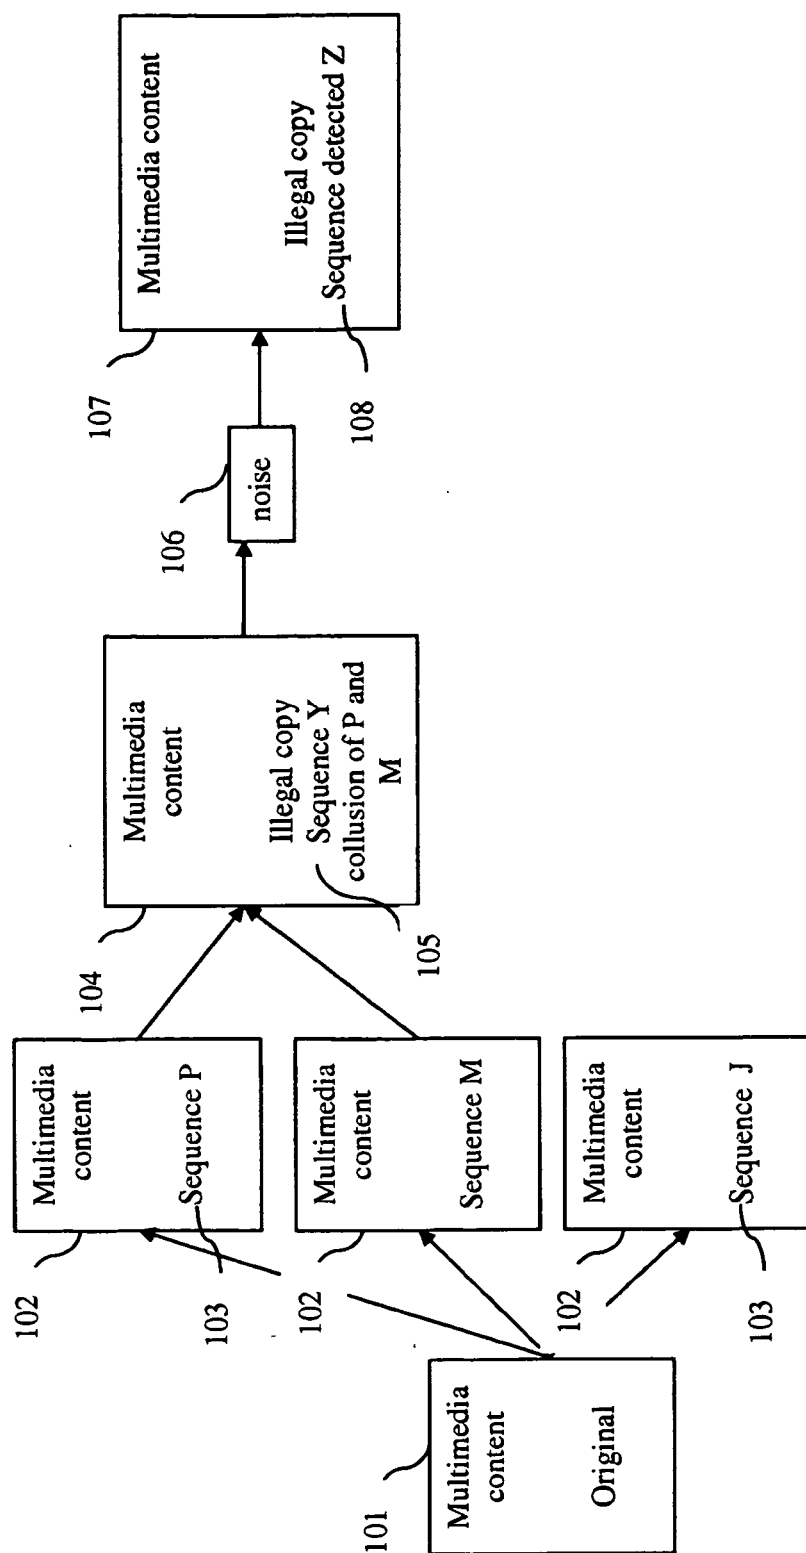 101
Multimedia
content
Original
102
Multimedia
content
Sequence P
103
102
Multimedia
content
Sequence M
102
Multimedia
content
Sequence J
103
104
Multimedia
content
Illegal copy
Sequence Y
collusion of P and
M
105
106
noise
107
Multimedia content
Illegal copy
Sequence detected Z
108